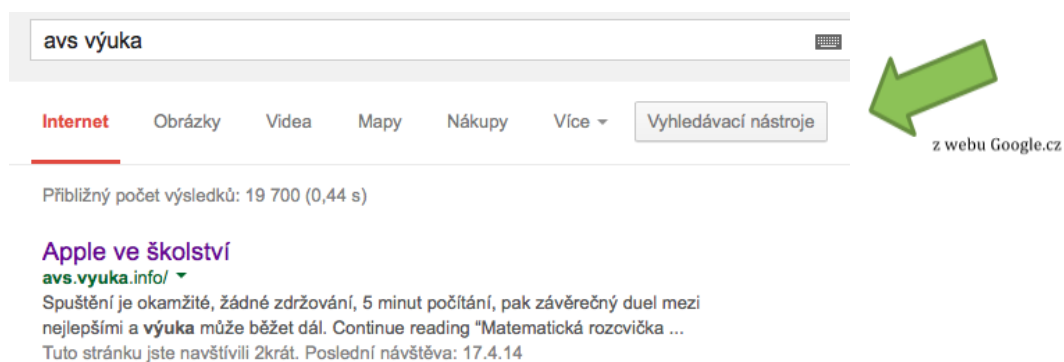 avs výuka
Internet Obrázky Videa Mapy Nákupy Více Vyhledávací nástroje
z webu Google.cz
Přibližný počet výsledků: 19 700 (0,44 s)
Apple ve školství
avs.vyuka.info/
Spuštění je okamžité, žádné zdržování, 5 minut počítání, pak závěrečný duel mezi
nejlepšími a výuka může běžet dál. Continue reading “Matematická rozcvička ...
Tuto stránku jste navštívili 2krát. Poslední návštěva: 17.4.14